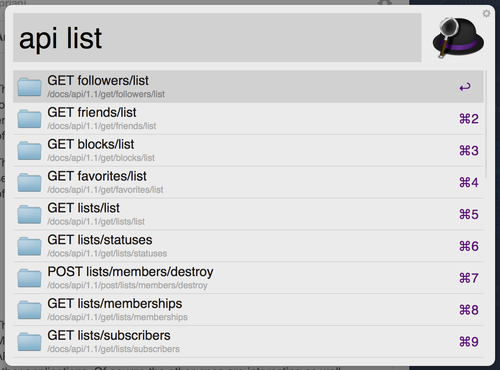 api list
GET followers/list
/docs/api/1.1/get/followers/list
GET friends/list
⌘2
/docs/api/1.1/get/friends/list
GET blocks/list
⌘3
/docs/api/1.1/get/blocks/list
GET favorites/list
⌘4
/docs/api/1.1/get/favorites/list
GET lists/list
⌘5
/docs/api/1.1/get/lists/list
GET lists/statuses
⌘6
/docs/api/1.1/get/lists/statuses
POST lists/members/destroy
⌘7
/docs/api/1.1/post/lists/members/destroy
GET lists/memberships
⌘8
/docs/api/1.1/get/lists/memberships
GET lists/subscribers
⌘9
/docs/api/1.1/get/lists/subscribers